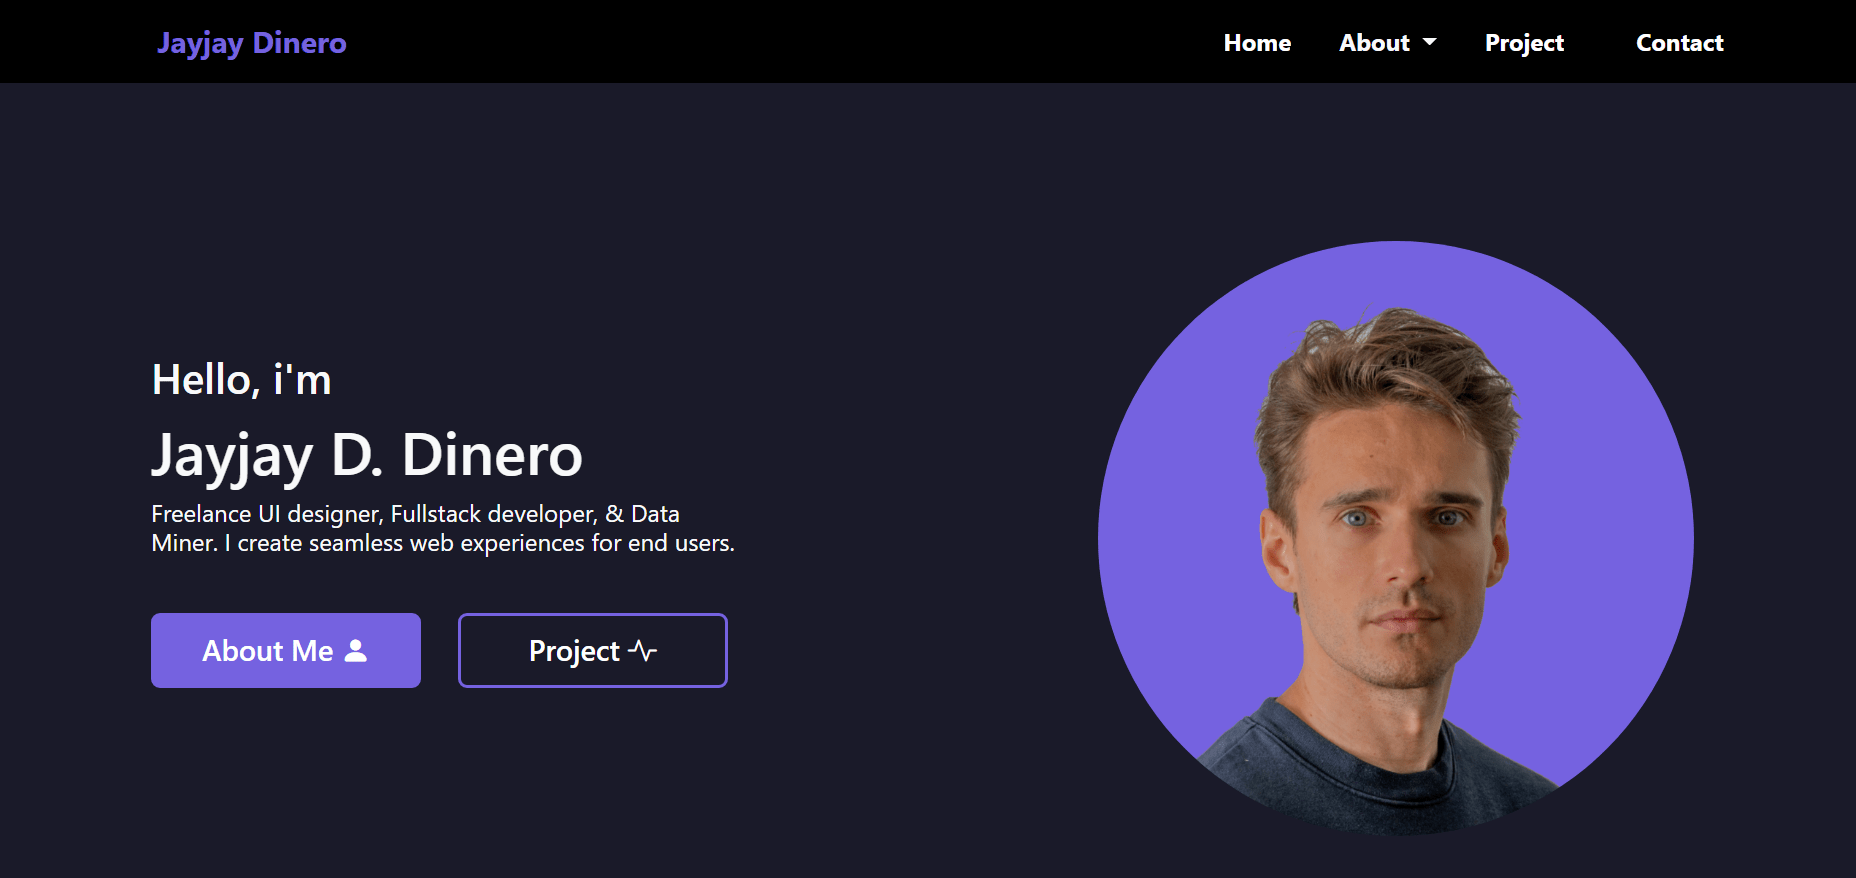 Jayjay Dinero
Home About Project Contact
Hello, i'm
Jayjay D. Dinero
Freelance UI designer, Fullstack developer, & Data
Miner. I create seamless web experiences for end users.
About Me
Project